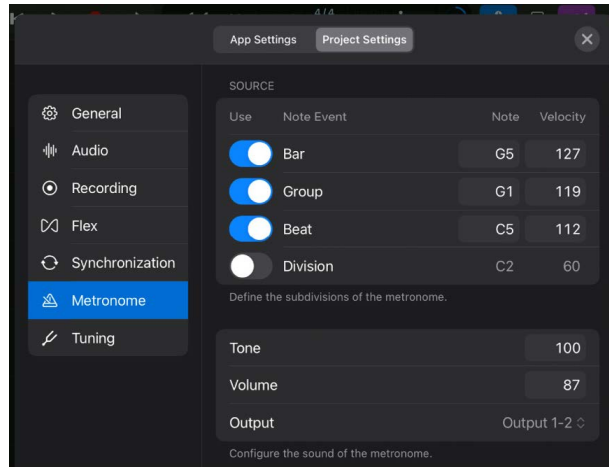 4/4
App Settings Project Settings
SOURCE
General
Use Note Event Note Velocity
Audio
Bar G5 127
Recording
Group G1 119
Flex
Beat C5 112
Synchronization
Division C2 60
Metronome
Define the subdivisions of the metronome.
Tuning
Tone 100
Volume 87
Output Output 1-2
Configure the sound of the metronome.